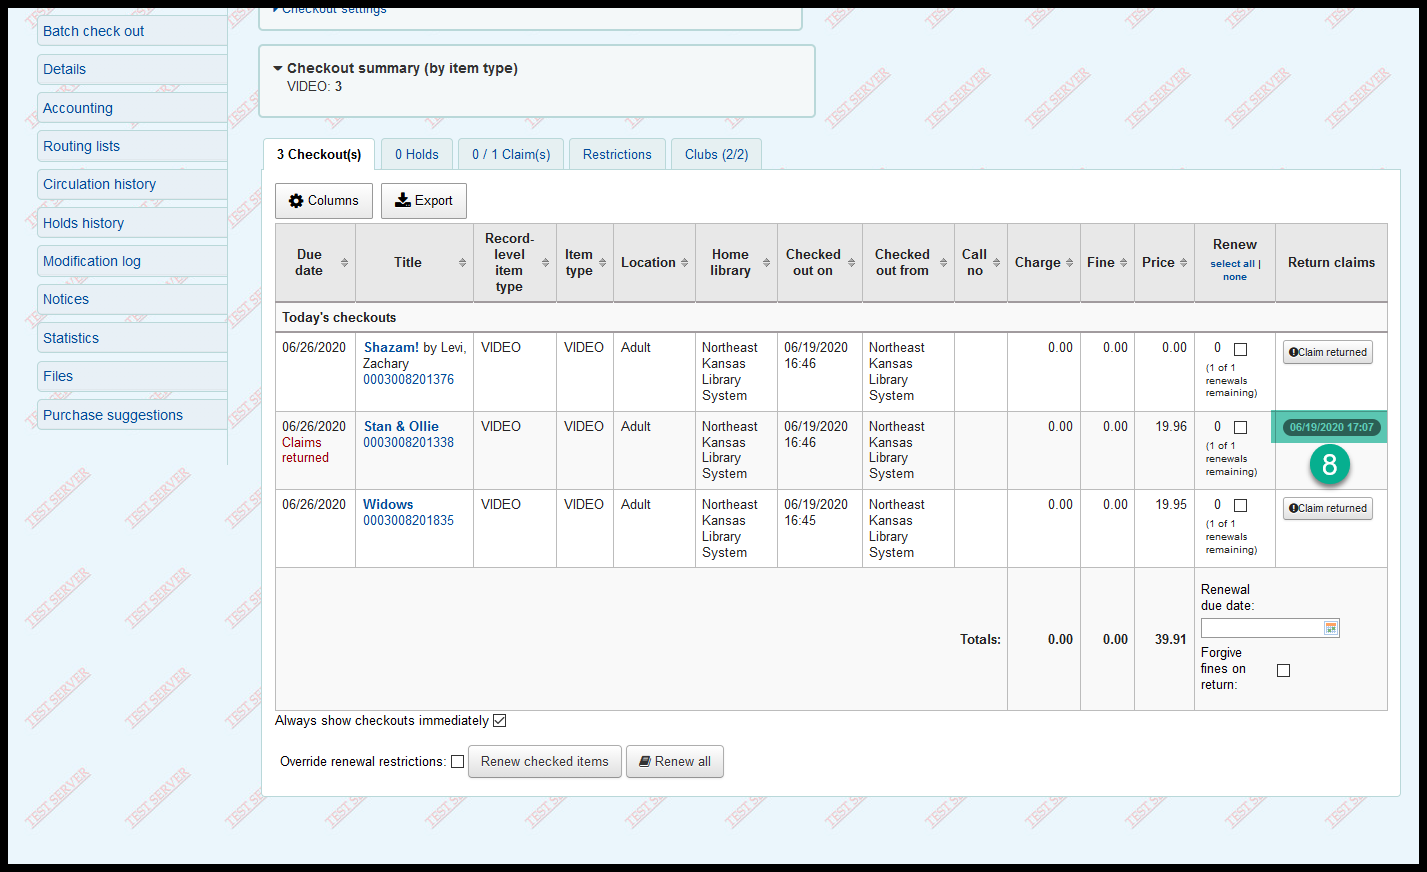 Checkout settings
Batch check out
Details
Accounting
Routing lists
Circulation history
Holds history
Modification log
Notices
Statistics
Files
Purchase suggestions
Checkout summary (by item type)
VIDEO: 3
3 Checkout(s)
0 Holds
0 / 1 Claim(s)
Restrictions
Clubs (2/2)
Columns
Export
Due date
Title
Record-level item type
Item type
Location
Home library
Checked out on
Checked out from
Call no
Charge
Fine
Price
Renew
select all | none
Return claims
Today's checkouts
06/26/2020
Shazam! by Levi, Zachary
0003008201376
VIDEO
VIDEO
Adult
Northeast Kansas Library System
06/19/2020 16:46
Northeast Kansas Library System
0.00
0.00
0.00
0
(1 of 1 renewals remaining)
Claim returned
06/26/2020
Claims returned
Stan & Ollie
0003008201338
VIDEO
VIDEO
Adult
Northeast Kansas Library System
06/19/2020 16:46
Northeast Kansas Library System
0.00
0.00
19.96
0
(1 of 1 renewals remaining)
06/19/2020 17:07
8
06/26/2020
Widows
0003008201835
VIDEO
VIDEO
Adult
Northeast Kansas Library System
06/19/2020 16:45
Northeast Kansas Library System
0.00
0.00
19.95
0
(1 of 1 renewals remaining)
Claim returned
Totals:
0.00
0.00
39.91
Renewal due date:
Forgive fines on return:
Always show checkouts immediately
Override renewal restrictions:
Renew checked items
Renew all
TEST SERVER